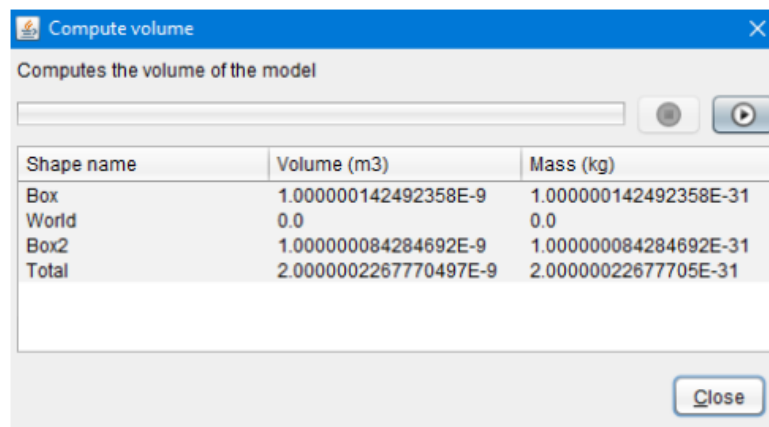 Compute volume
Computes the volume of the model
Shape name Volume (m3) Mass (kg)
Box 1.000000142492358E-9 1.000000142492358E-31
World 0.0 0.0
Box2 1.000000084284692E-9 1.000000084284692E-31
Total 2.0000002267770497E-9 2.00000022677705E-31
Close